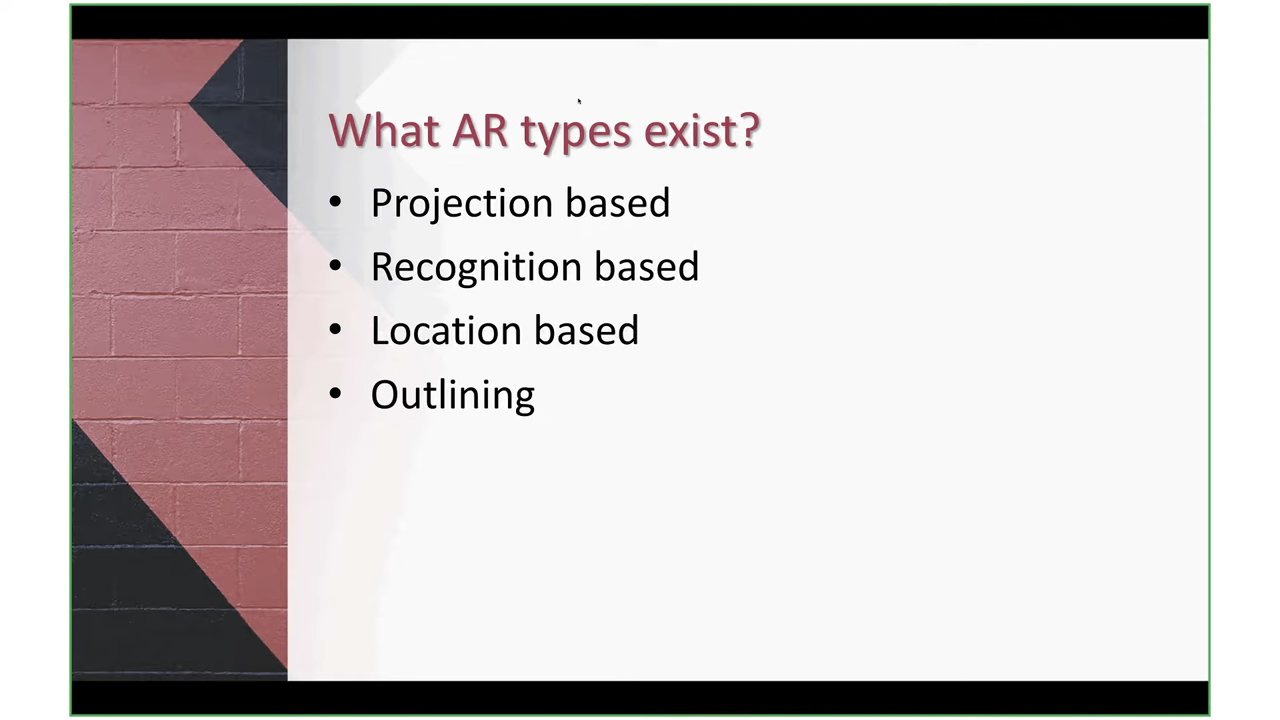 What AR types exist?
• Projection based
• Recognition based
• Location based
• Outlining